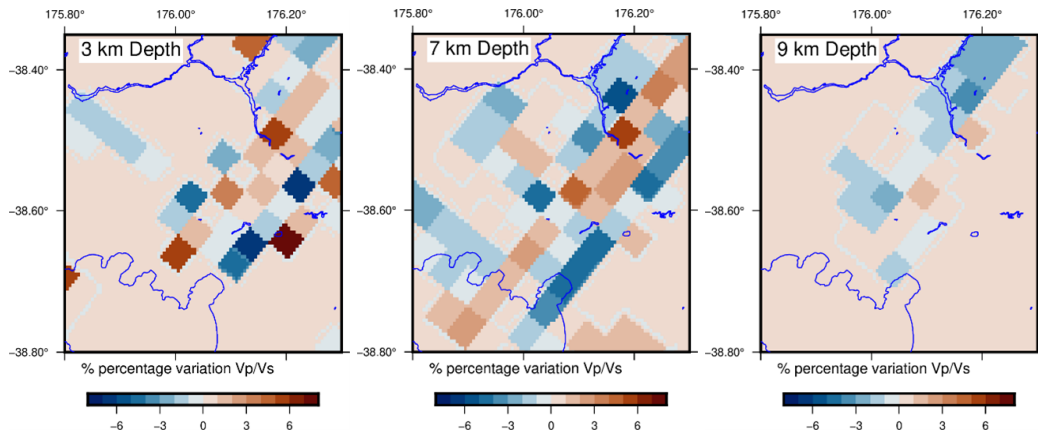 175.80° 176.00° 176.20° 175.80° 176.00° 176.20° 175.80° 176.00° 176.20°
3 km Depth 7 km Depth 9 km Depth
−38.40° −38.40° −38.40°
−38.60° −38.60° −38.60°
−38.80° −38.80° −38.80°
% percentage variation Vp/Vs % percentage variation Vp/Vs % percentage variation Vp/Vs
−6 −3 0 3 6 −6 −3 0 3 6 −6 −3 0 3 6